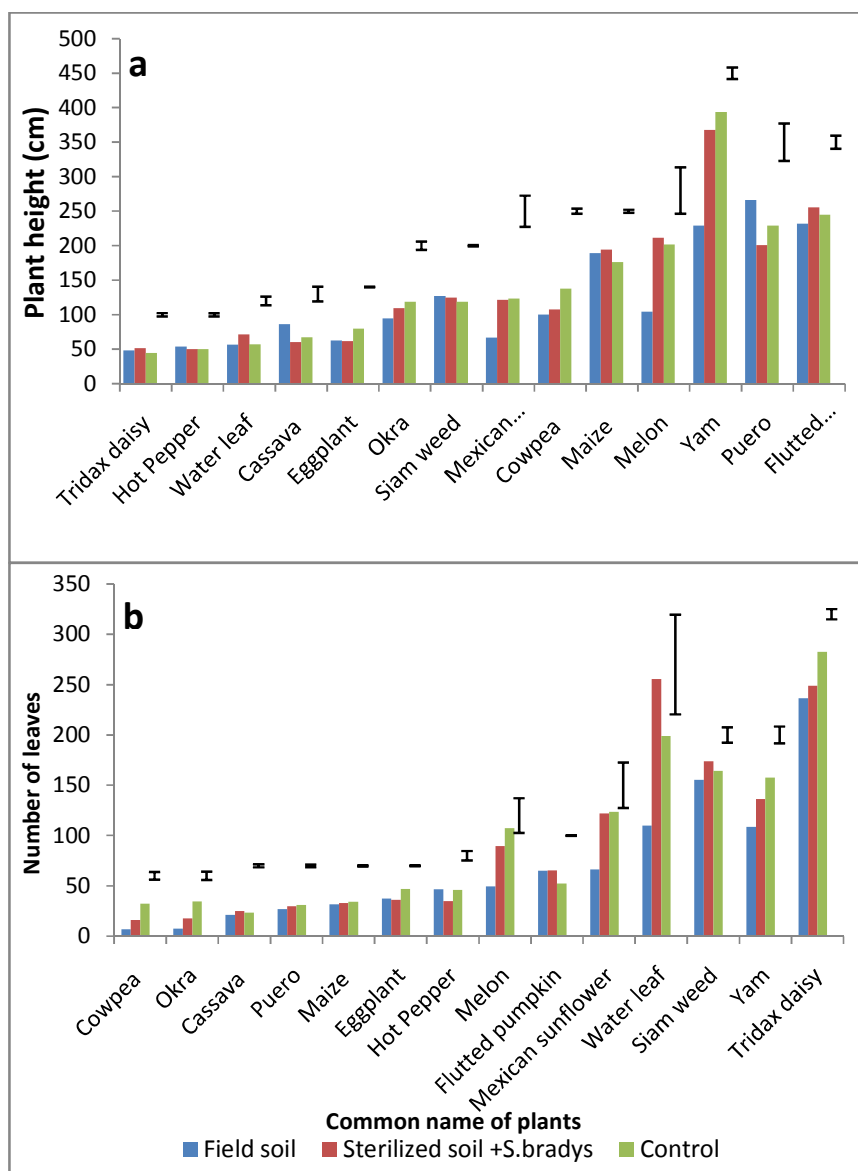 a
Plant height (cm)
500
450
400
350
300
250
200
150
100
50
0
Tridax daisy
Hot Pepper
Water leaf
Cassava
Eggplant
Okra
Siam weed
Mexican...
Cowpea
Maize
Melon
Yam
Puero
Flutted...
b
Number of leaves
350
300
250
200
150
100
50
0
Cowpea
Okra
Cassava
Puero
Maize
Eggplant
Hot Pepper
Melon
Flutted pumpkin
Mexican sunflower
Water leaf
Siam weed
Yam
Tridax daisy
Common name of plants
Field soil Sterilized soil +S.bradys Control